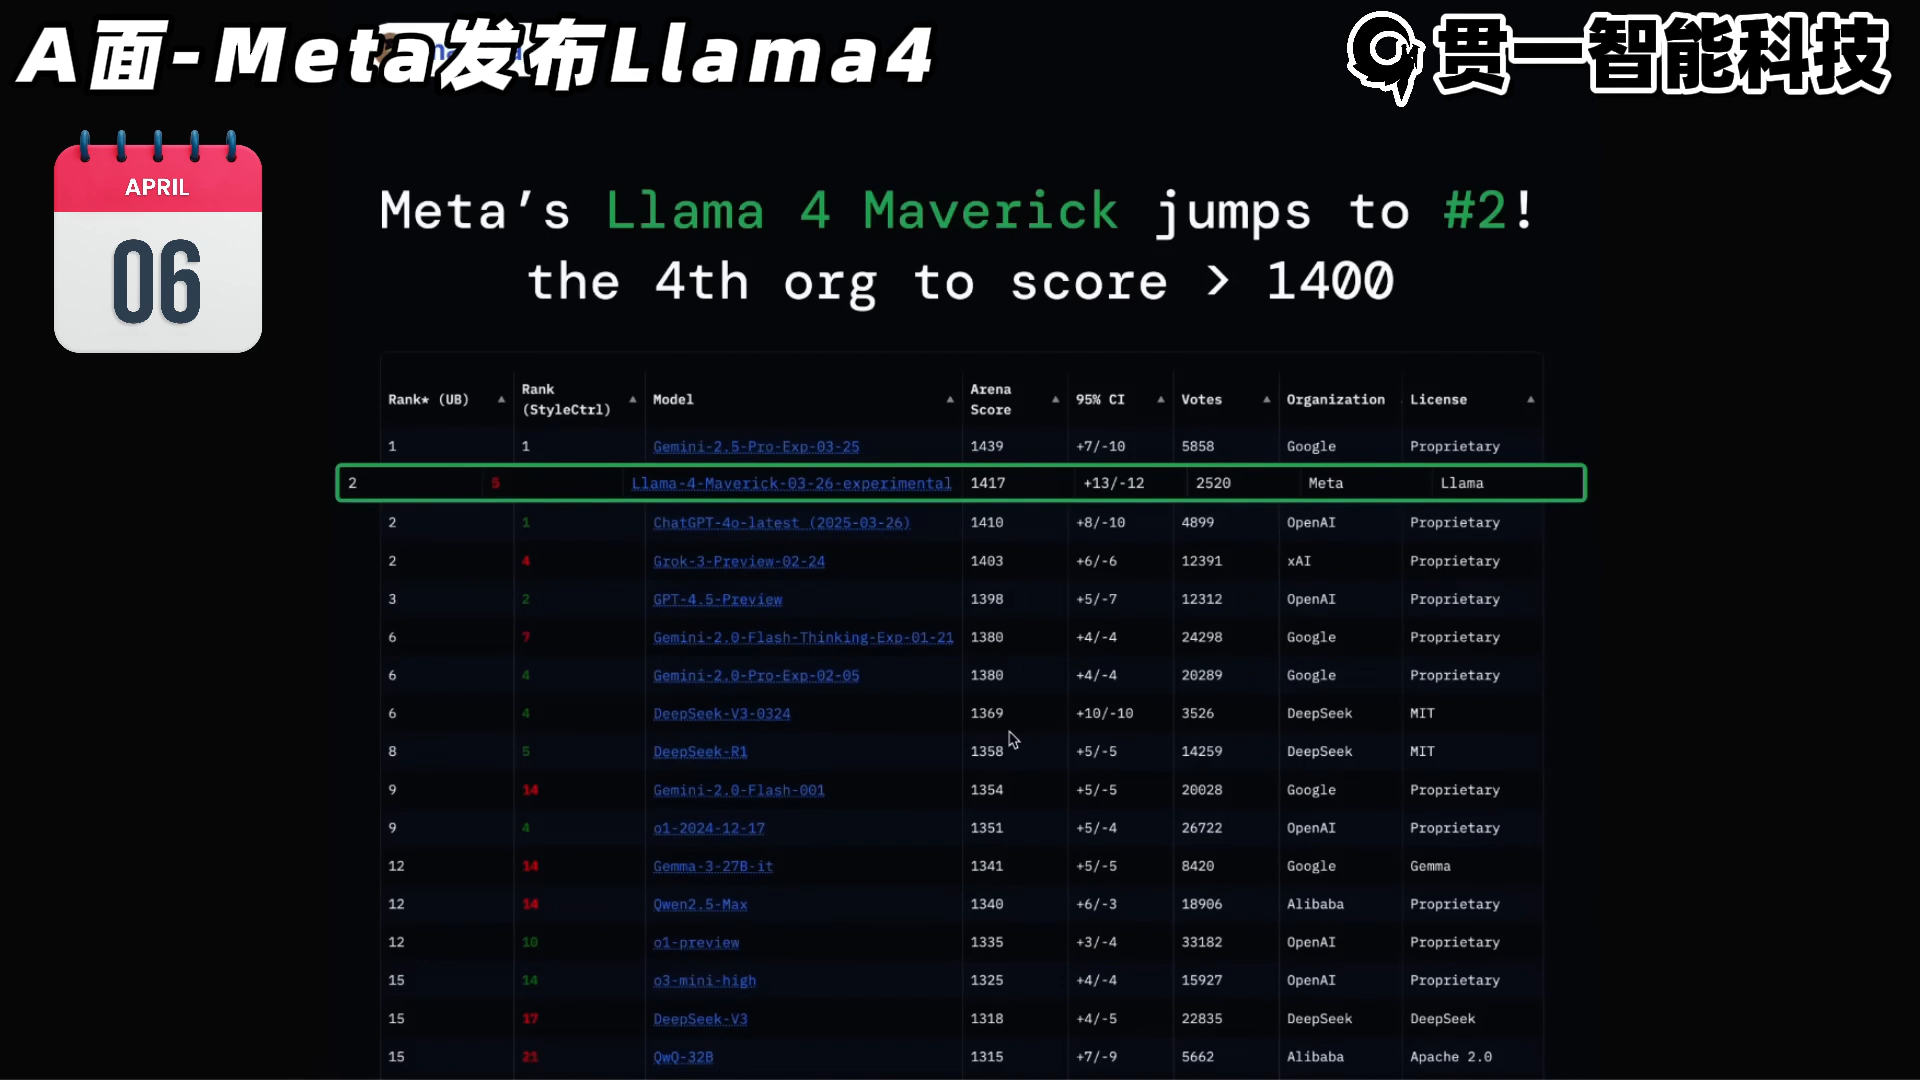 A面-Meta发布Llama4
贯一智能科技
APRIL
06
Meta’s Llama 4 Maverick jumps to #2!
the 4th org to score > 1400
Rank* (UB) ▲ Rank (StyleCtrl) ▲ Model ▲ Arena Score ▲ 95% CI ▲ Votes ▲ Organization License ▲
1 1 Gemini-2.5-Pro-Exp-03-25 1439 +7/-10 5858 Google Proprietary
2 5 Llama-4-Maverick-03-26-experimental 1417 +13/-12 2520 Meta Llama
2 1 ChatGPT-4o-latest (2025-03-26) 1410 +8/-10 4899 OpenAI Proprietary
2 4 Grok-3-Preview-02-24 1403 +6/-6 12391 xAI Proprietary
3 2 GPT-4.5-Preview 1398 +5/-7 12312 OpenAI Proprietary
6 7 Gemini-2.0-Flash-Thinking-Exp-01-21 1380 +4/-4 24298 Google Proprietary
6 4 Gemini-2.0-Pro-Exp-02-05 1380 +4/-4 20289 Google Proprietary
6 4 DeepSeek-V3-0324 1369 +10/-10 3526 DeepSeek MIT
8 5 DeepSeek-R1 1358 +5/-5 14259 DeepSeek MIT
9 14 Gemini-2.0-Flash-001 1354 +5/-5 20028 Google Proprietary
9 4 o1-2024-12-17 1351 +5/-4 26722 OpenAI Proprietary
12 14 Gemma-3-27B-it 1341 +5/-5 8420 Google Gemma
12 14 Qwen2.5-Max 1340 +6/-3 18906 Alibaba Proprietary
12 10 o1-preview 1335 +3/-4 33182 OpenAI Proprietary
15 14 o3-mini-high 1325 +4/-4 15927 OpenAI Proprietary
15 17 DeepSeek-V3 1318 +4/-5 22835 DeepSeek DeepSeek
15 21 QwQ-32B 1315 +7/-9 5662 Alibaba Apache 2.0